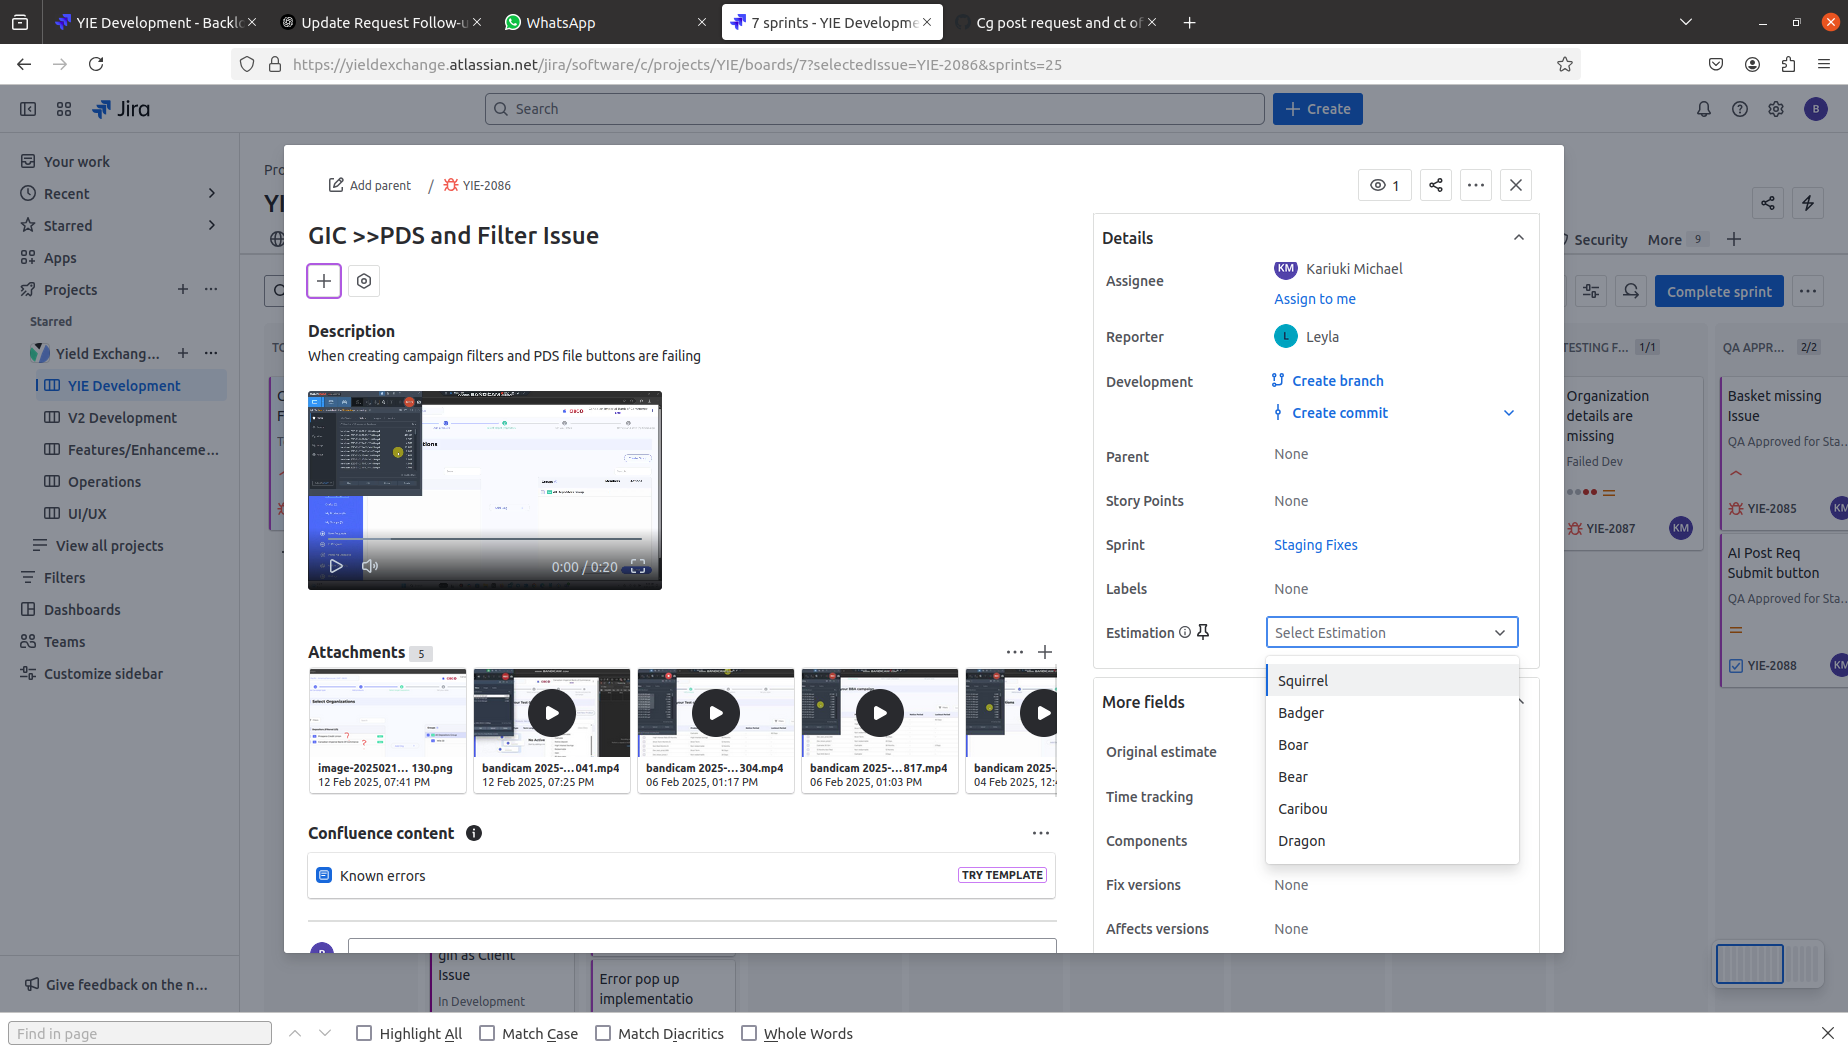 YIE Development - Backl
Update Request Follow-u
WhatsApp
7 sprints - YIE Developme
Cg post request and ct of
https://yieldexchange.atlassian.net/jira/software/c/projects/YIE/boards/7?selectedIssue=YIE-2086&sprints=25
Jira
Search
Create
B
Your work
Recent
Starred
Apps
Projects
Starred
Yield Exchang...
YIE Development
V2 Development
Features/Enhanceme...
Operations
UI/UX
View all projects
Filters
Dashboards
Teams
Customize sidebar
Give feedback on the n...
Pro
YI
Security
More 9
Complete sprint
TO
TESTING F... 1/1
QA APPR... 2/2
Organization
details are
missing
Failed Dev
YIE-2087
KM
Basket missing
Issue
QA Approved for Sta...
YIE-2085
KM
AI Post Req
Submit button
QA Approved for Sta...
YIE-2088
KM
gin as Client
Issue
In Development
Error pop up
implementatio
Add parent / YIE-2086
1
GIC >>PDS and Filter Issue
Description
When creating campaign filters and PDS file buttons are failing
0:00 / 0:20
Attachments 5
Select Organizations
image-2025021... 130.png
12 Feb 2025, 07:41 PM
bandicam 2025-...041.mp4
12 Feb 2025, 07:25 PM
bandicam 2025-...304.mp4
06 Feb 2025, 01:17 PM
bandicam 2025-...817.mp4
06 Feb 2025, 01:03 PM
bandicam 2025-
04 Feb 2025, 12:4
Confluence content
Known errors
TRY TEMPLATE
Details
Assignee
KM Kariuki Michael
Assign to me
Reporter
L Leyla
Development
Create branch
Create commit
Parent
None
Story Points
None
Sprint
Staging Fixes
Labels
None
Estimation
Select Estimation
Squirrel
Badger
Boar
Bear
Caribou
Dragon
More fields
Original estimate
Time tracking
Components
Fix versions
None
Affects versions
None
Find in page
Highlight All
Match Case
Match Diacritics
Whole Words